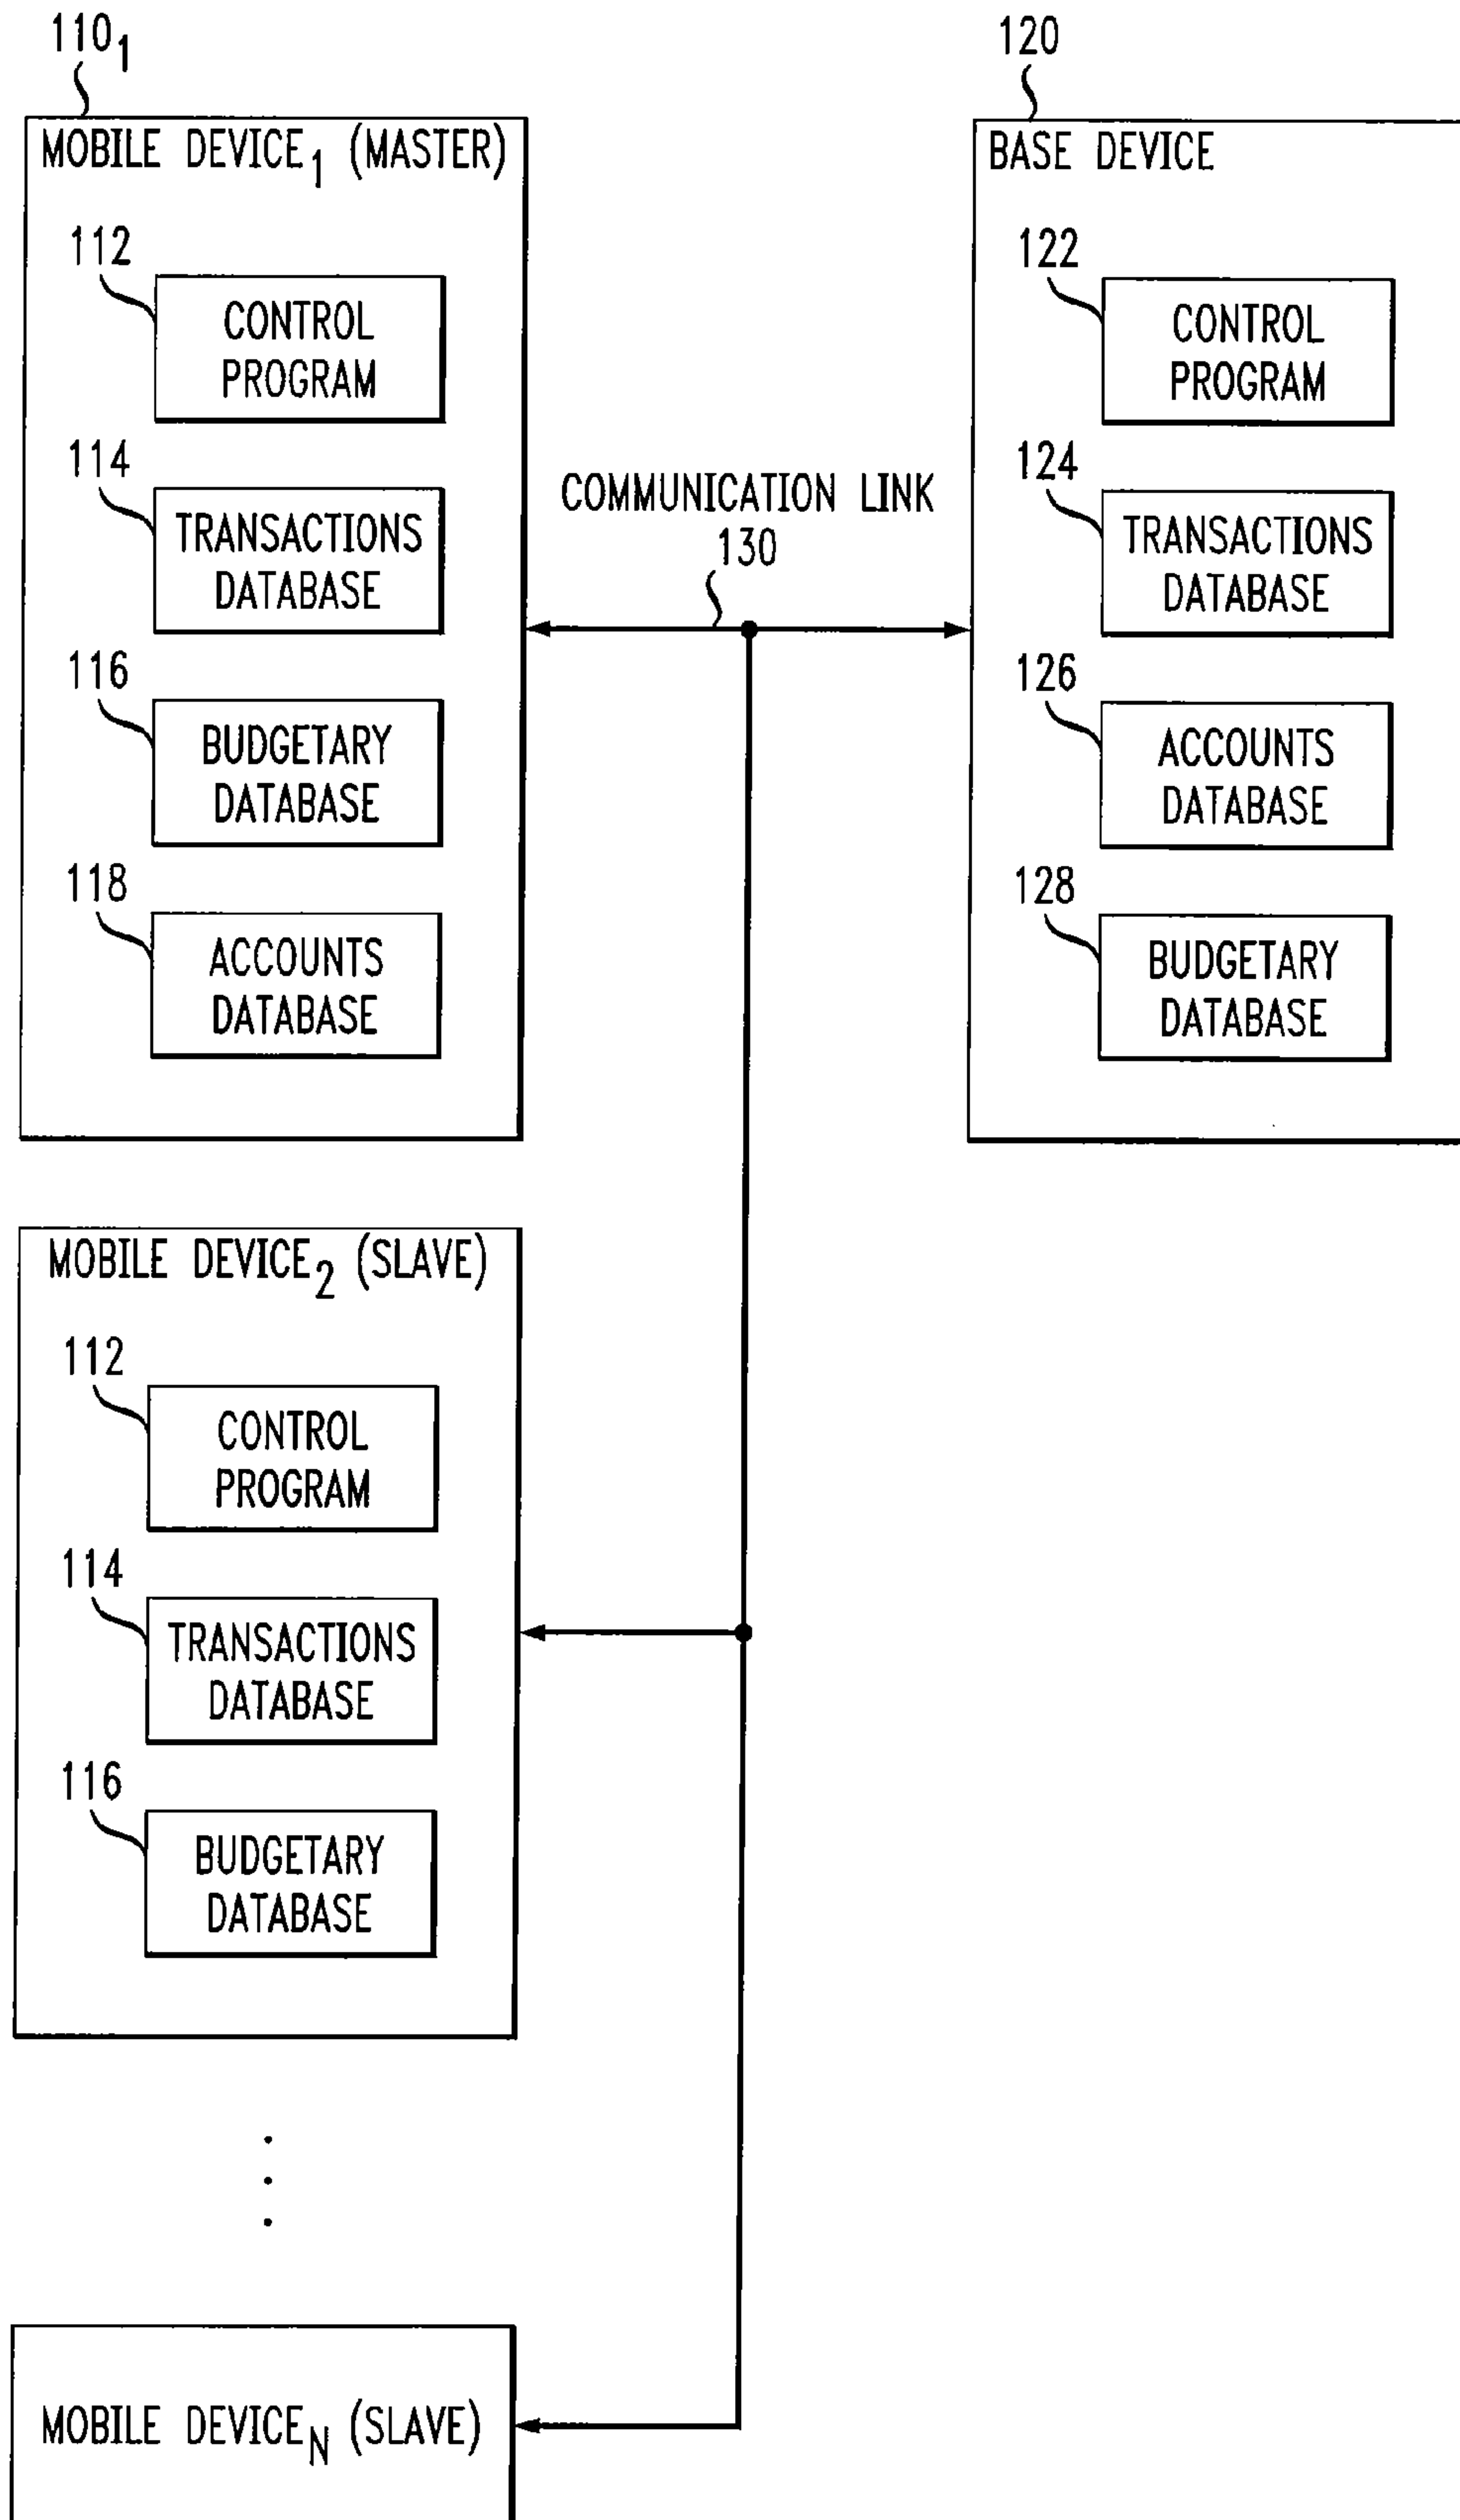 110₁
MOBILE DEVICE₁ (MASTER)
112
CONTROL
PROGRAM
114
TRANSACTIONS
DATABASE
116
BUDGETARY
DATABASE
118
ACCOUNTS
DATABASE
COMMUNICATION LINK
130
120
BASE DEVICE
122
CONTROL
PROGRAM
124
TRANSACTIONS
DATABASE
126
ACCOUNTS
DATABASE
128
BUDGETARY
DATABASE
MOBILE DEVICE₂ (SLAVE)
112
CONTROL
PROGRAM
114
TRANSACTIONS
DATABASE
116
BUDGETARY
DATABASE
MOBILE DEVICE_N (SLAVE)